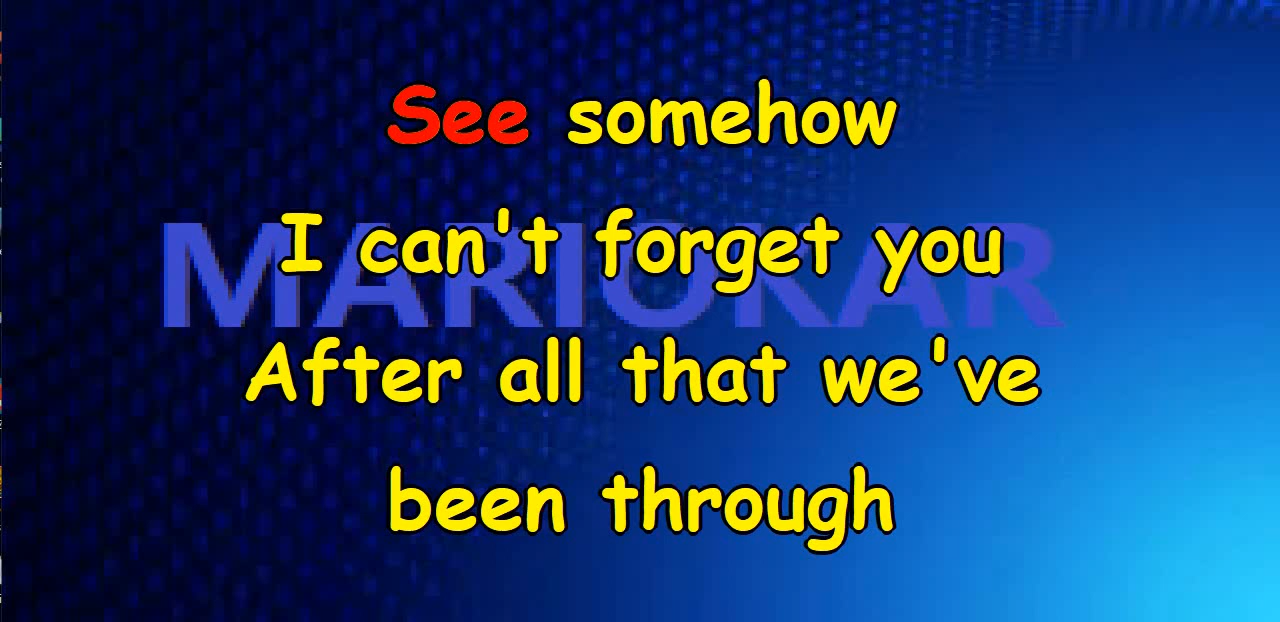 See somehow
I can't forget you
MARIOKAR
After all that we've
been through